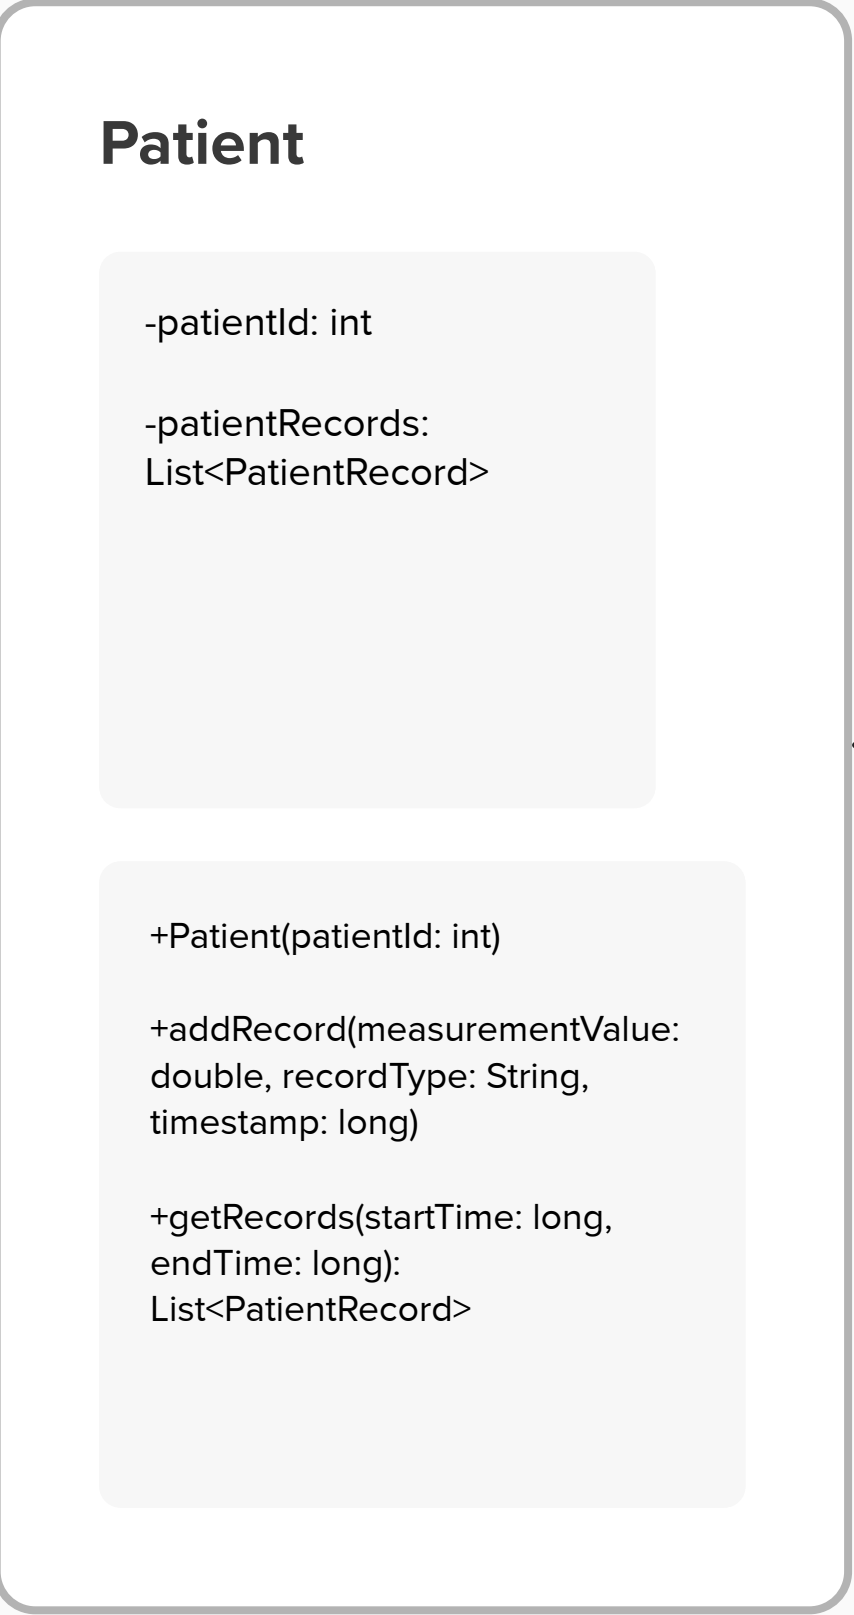 Patient
-patientId: int
-patientRecords:
List<PatientRecord>
+Patient(patientId: int)
+addRecord(measurementValue:
double, recordType: String,
timestamp: long)
+getRecords(startTime: long,
endTime: long):
List<PatientRecord>